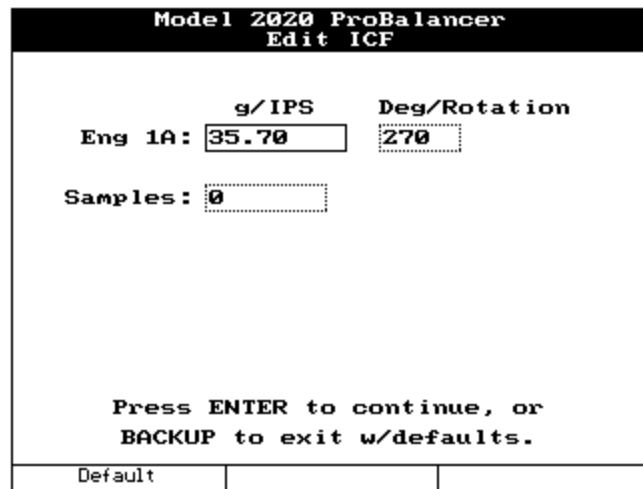 Model 2020 ProBalancer
Edit ICF
g/IPS Deg/Rotation
Eng 1A: 35.70 270
Samples: 0
Press ENTER to continue, or
BACKUP to exit w/defaults.
Default